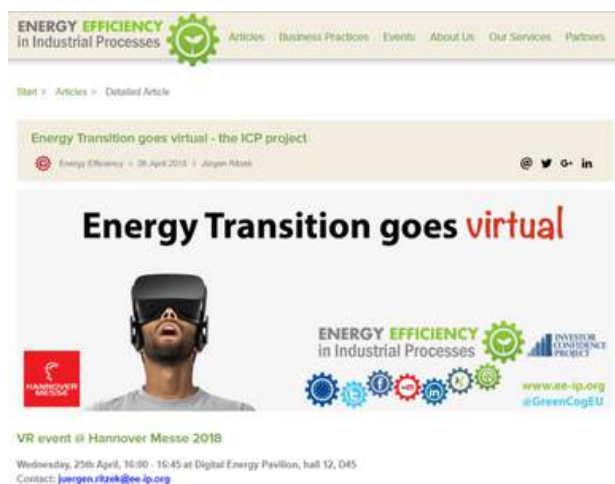 ENERGY EFFICIENCY
in Industrial Processes
Articles Business Practices Events About Us Our Services Partners
Start > Articles > Detailed Article
Energy Transition goes virtual - the ICP project
Energy Efficiency 06 April 2018 Jürgen Ritzek
@ G+ in
Energy Transition goes virtual
ENERGY EFFICIENCY
in Industrial Processes
INVESTOR
CONFIDENCE
PROJECT
HANNOVER
MESSE
www.ee-ip.org
@GreenCogEU
VR event @ Hannover Messe 2018
Wednesday, 25th April, 16:00 - 16:45 at Digital Energy Pavilion, hall 12, D45
Contact: juergen.ritzek@ee-ip.org